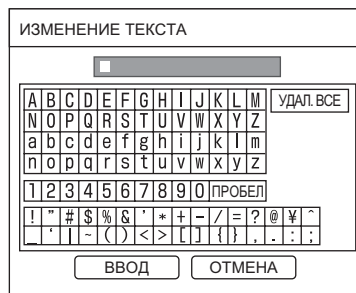 ИЗМЕНЕНИЕ ТЕКСТА
A B C D E F G H I J K L M УДАЛ. ВСЕ
N O P Q R S T U V W X Y Z
a b c d e f g h i j k l m
n o p q r s t u v w x y z
1 2 3 4 5 6 7 8 9 0 ПРОБЕЛ
! " # $ % & ' * + - / = ? @ ¥ ^
_ ‘ | ~ ( ) < > [ ] { } , . : ;
ВВОД ОТМЕНА